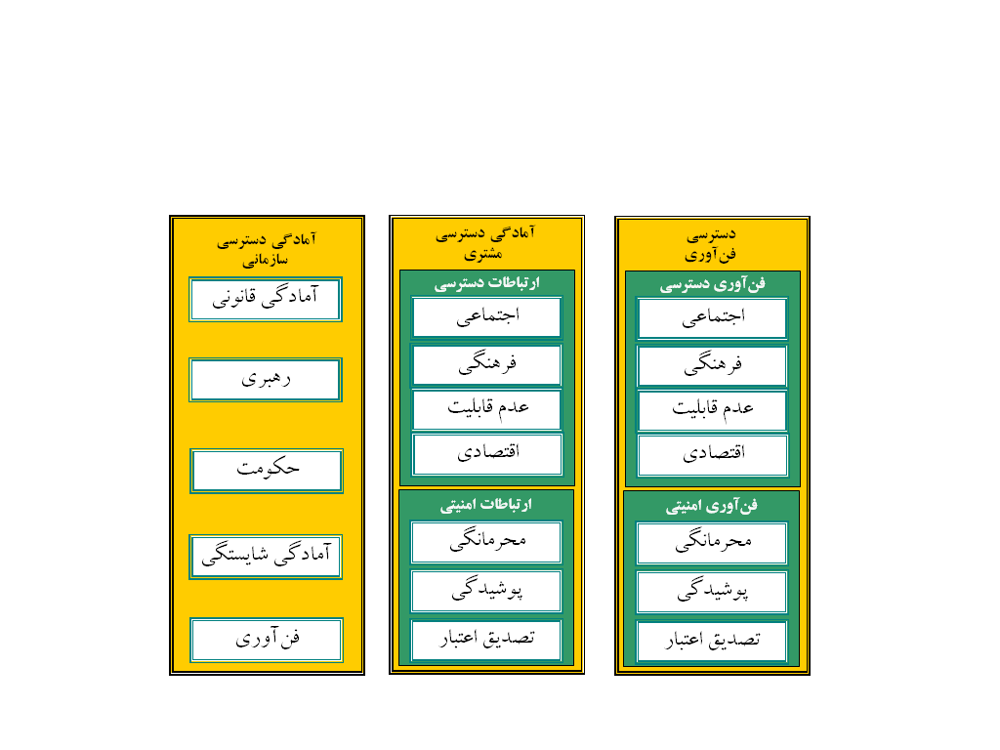 دسترسی
فن‌آوری
فن‌آوری دسترسی
اجتماعی
فرهنگی
عدم قابلیت
اقتصادی
فن‌آوری امنیتی
محرمانگی
پوشیدگی
تصدیق اعتبار
آمادگی دسترسی
مشتری
ارتباطات دسترسی
اجتماعی
فرهنگی
عدم قابلیت
اقتصادی
ارتباطات امنیتی
محرمانگی
پوشیدگی
تصدیق اعتبار
آمادگی دسترسی
سازمانی
آمادگی قانونی
رهبری
حکومت
آمادگی شایستگی
فن‌آوری